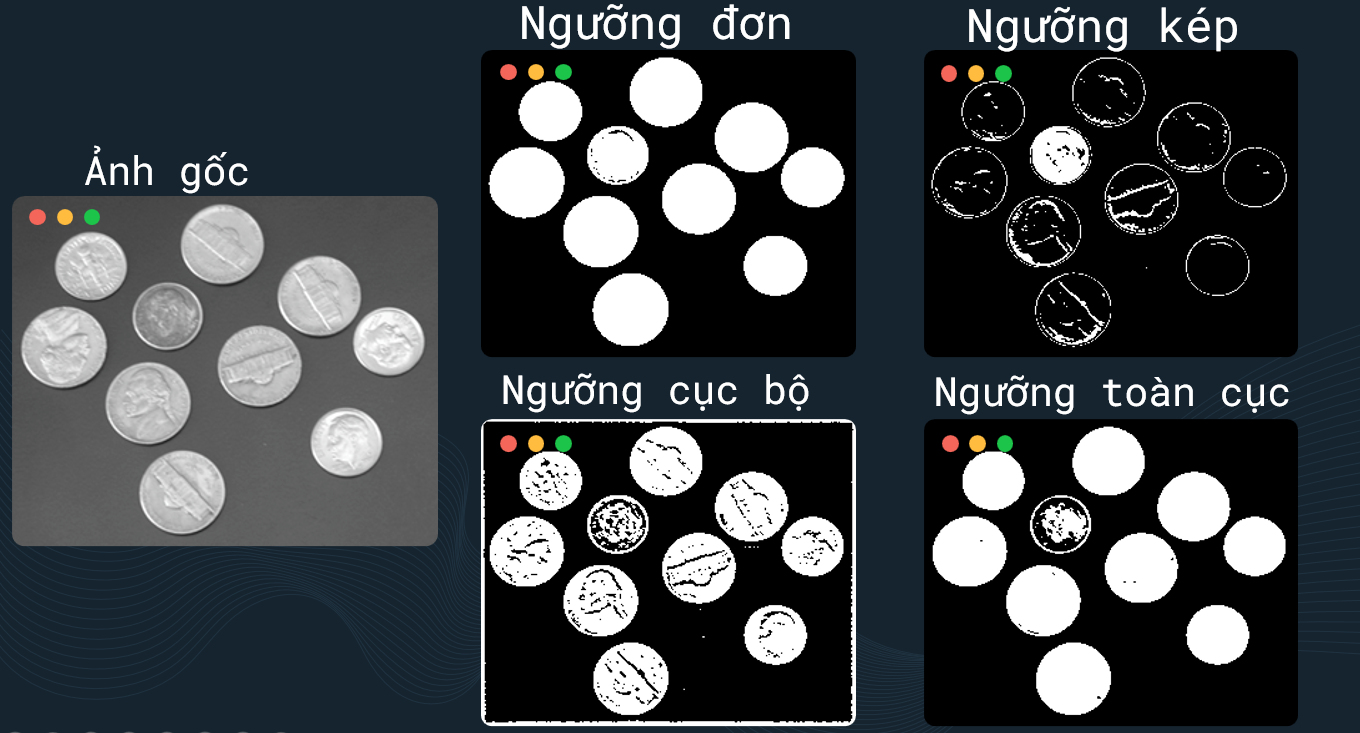 Ảnh gốc
Ngưỡng đơn
Ngưỡng kép
Ngưỡng cục bộ
Ngưỡng toàn cục